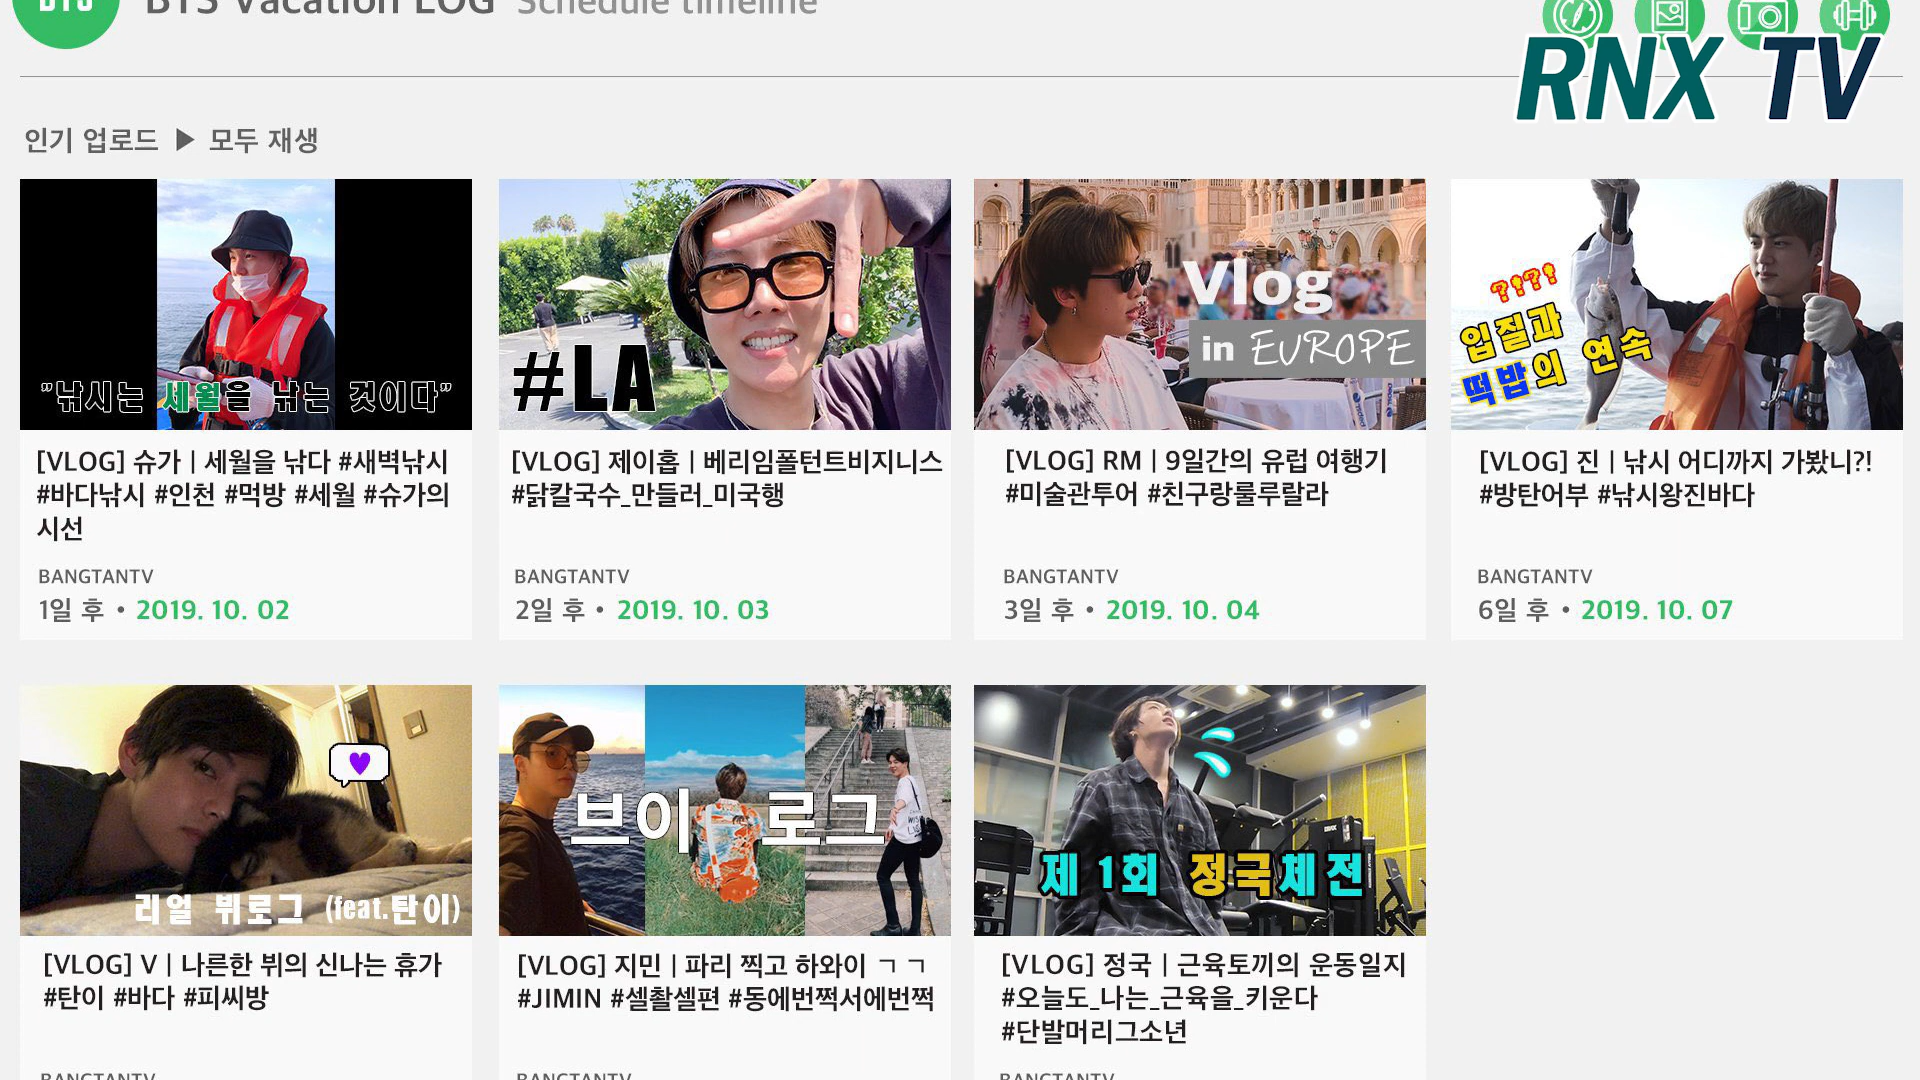 BTS
BTS Vacation LOG Schedule timeline
RNX TV
인기 업로드 ▶ 모두 재생
"낚시는 세월을 낚는 것이다"
[VLOG] 슈가 | 세월을 낚다 #새벽낚시
#바다낚시 #인천 #먹방 #세월 #슈가의
시선
BANGTANTV
1일 후 • 2019. 10. 02
#LA
[VLOG] 제이홉 | 베리임폴턴트비지니스
#닭칼국수_만들러_미국행
BANGTANTV
2일 후 • 2019. 10. 03
Vlog
in EUROPE
[VLOG] RM | 9일간의 유럽 여행기
#미술관투어 #친구랑룰루랄라
BANGTANTV
3일 후 • 2019. 10. 04
????
입질과
떡밥의 연속
[VLOG] 진 | 낚시 어디까지 가봤니?!
#방탄어부 #낚시왕진바다
BANGTANTV
6일 후 • 2019. 10. 07
리얼 뷔로그 (feat.탄이)
[VLOG] V | 나른한 뷔의 신나는 휴가
#탄이 #바다 #피씨방
BANGTANTV
브이로그
[VLOG] 지민 | 파리 찍고 하와이 ㄱㄱ
#JIMIN #셀촬셀편 #동에번쩍서에번쩍
BANGTANTV
제 1회 정국체전
[VLOG] 정국 | 근육토끼의 운동일지
#오늘도_나는_근육을_키운다
#단발머리그소년
BANGTANTV